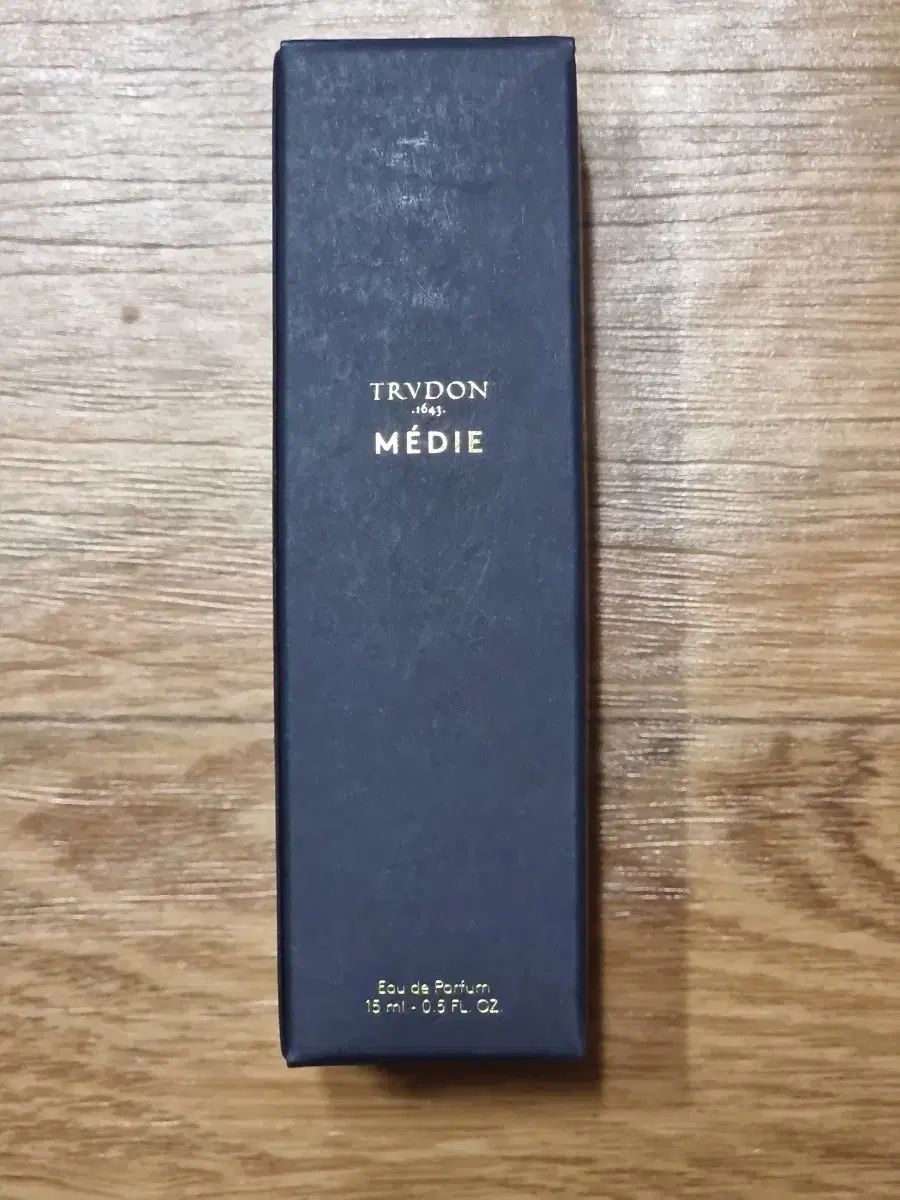 TRVDON
.1643.
MÉDIE
Eau de Parfum
15 ml - 0.5 FL. OZ.